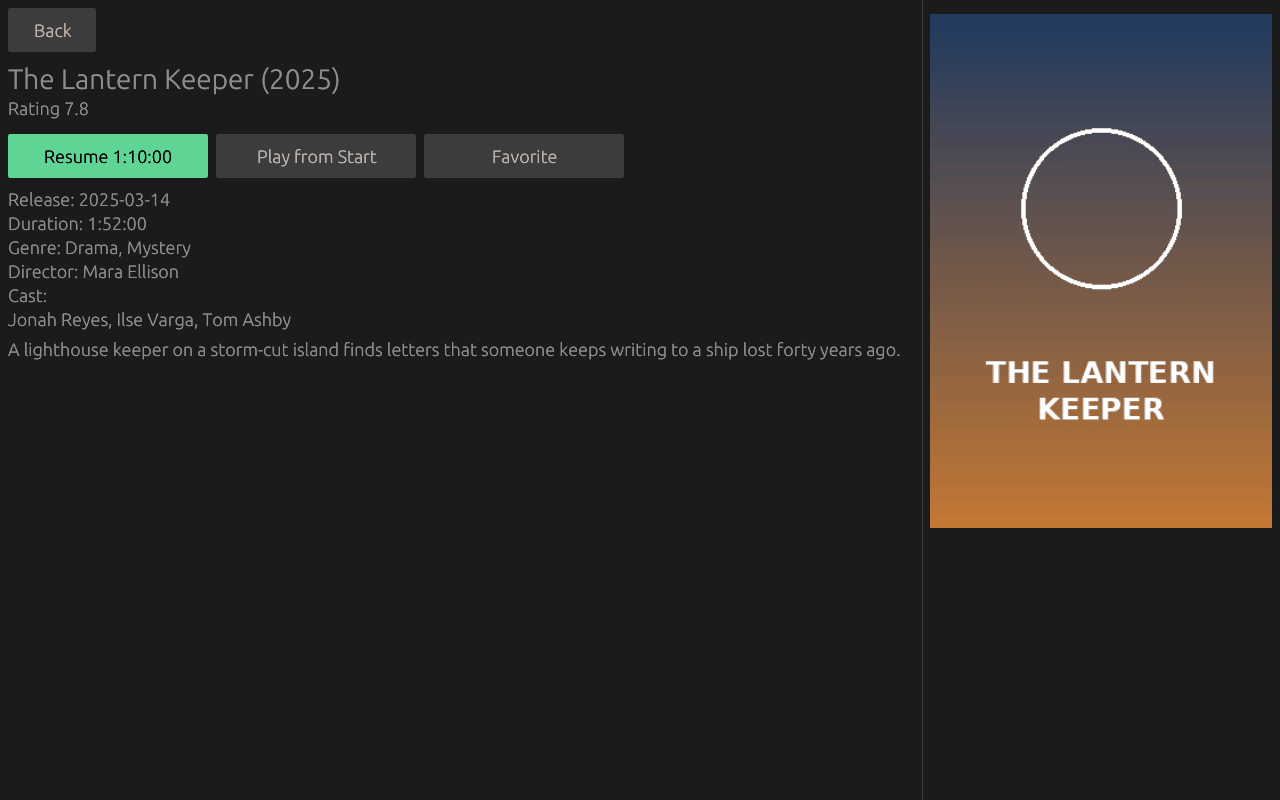 Back
The Lantern Keeper (2025)
Rating 7.8
Resume 1:10:00
Play from Start
Favorite
Release: 2025-03-14
Duration: 1:52:00
Genre: Drama, Mystery
Director: Mara Ellison
Cast:
Jonah Reyes, Ilse Varga, Tom Ashby
A lighthouse keeper on a storm-cut island finds letters that someone keeps writing to a ship lost forty years ago.
THE LANTERN
KEEPER